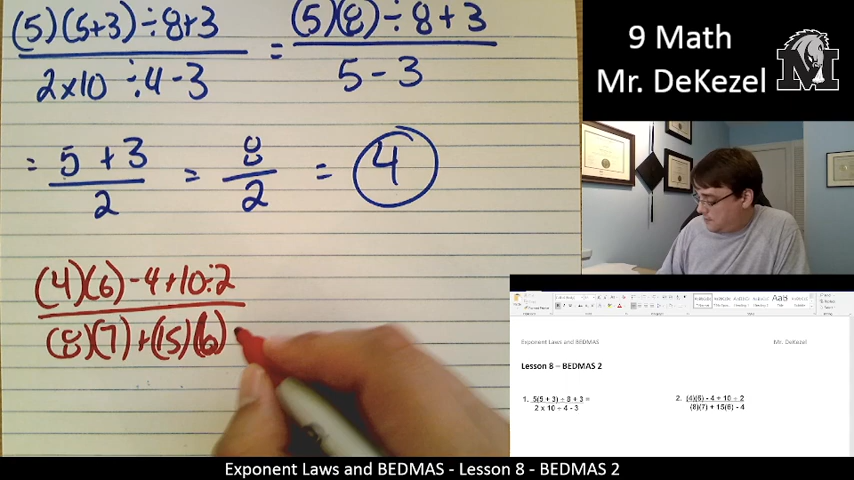 (5)(5+3)÷8+3 = (5)(8)÷8+3
2x10 ÷4-3 5-3
= 5+3 = 8 = 4
2 2
(4)(6)-4+10÷2
(8)(7)+(15)(6)
9 Math
Mr. DeKezel
M
Exponent Laws and BEDMAS Mr. DeKezel
Lesson 8 – BEDMAS 2
1. 5(5 + 3) ÷ 8 + 3 = 2. (4)(6) - 4 + 10 ÷ 2
2 x 10 ÷ 4 - 3 (8)(7) + 15(6) - 4
Exponent Laws and BEDMAS - Lesson 8 - BEDMAS 2